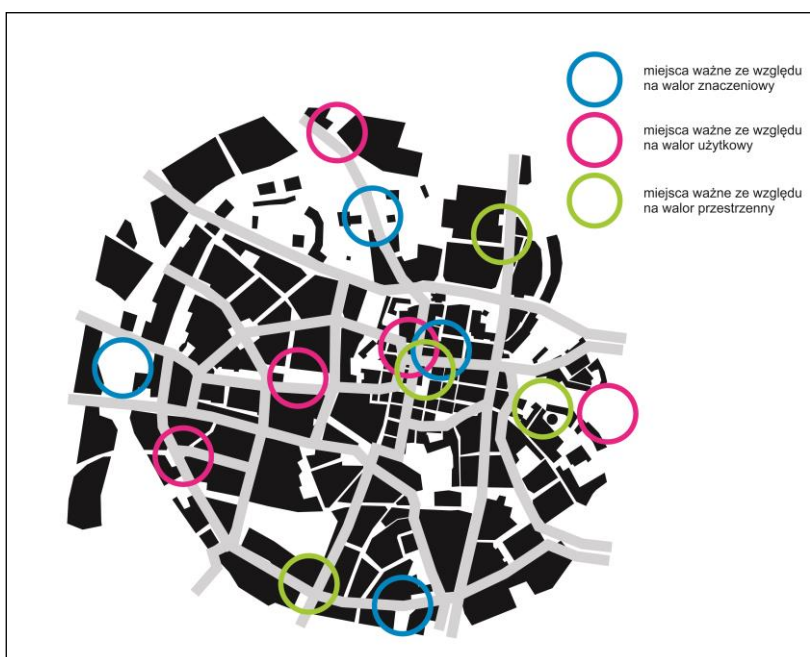 miejsca ważne ze względu
na walor znaczeniowy
miejsca ważne ze względu
na walor użytkowy
miejsca ważne ze względu
na walor przestrzenny